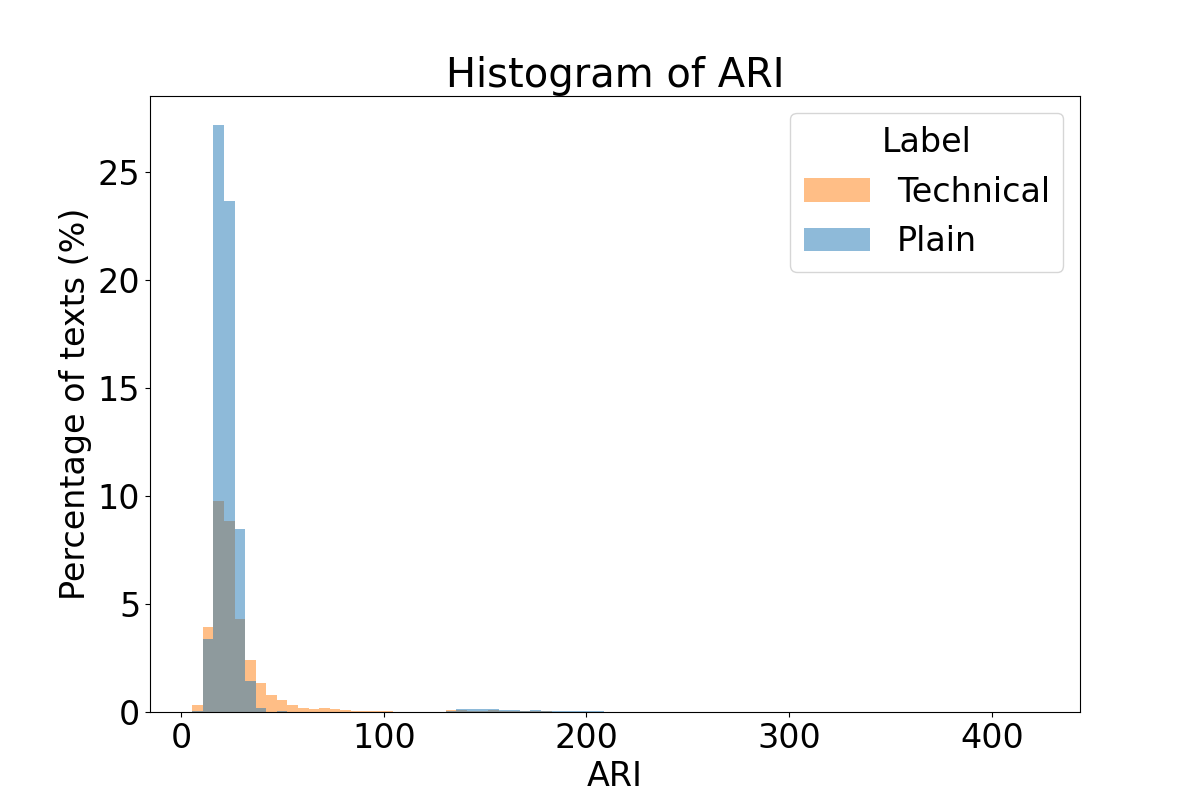 Histogram of ARI
Label
Technical
Plain
Percentage of texts (%)
25
20
15
10
5
0
0 100 200 300 400
ARI